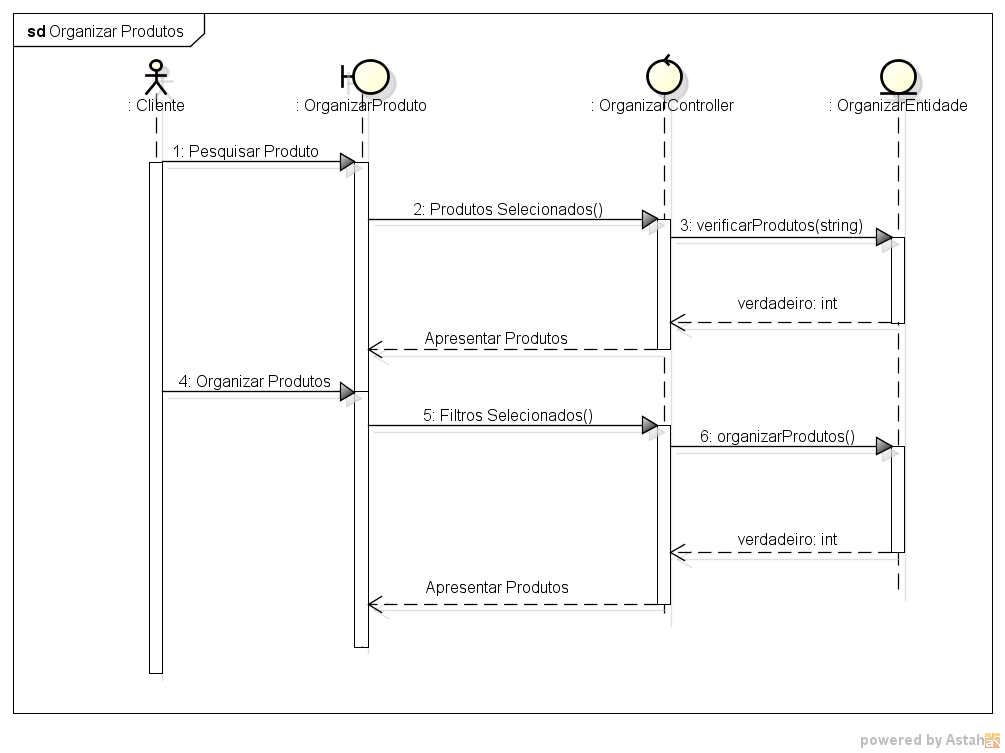 sd Organizar Produtos
: Cliente
: OrganizarProduto
: OrganizarController
: OrganizarEntidade
1: Pesquisar Produto
2: Produtos Selecionados()
3: verificarProdutos(string)
verdadeiro: int
Apresentar Produtos
4: Organizar Produtos
5: Filtros Selecionados()
6: organizarProdutos()
verdadeiro: int
Apresentar Produtos
powered by Astah